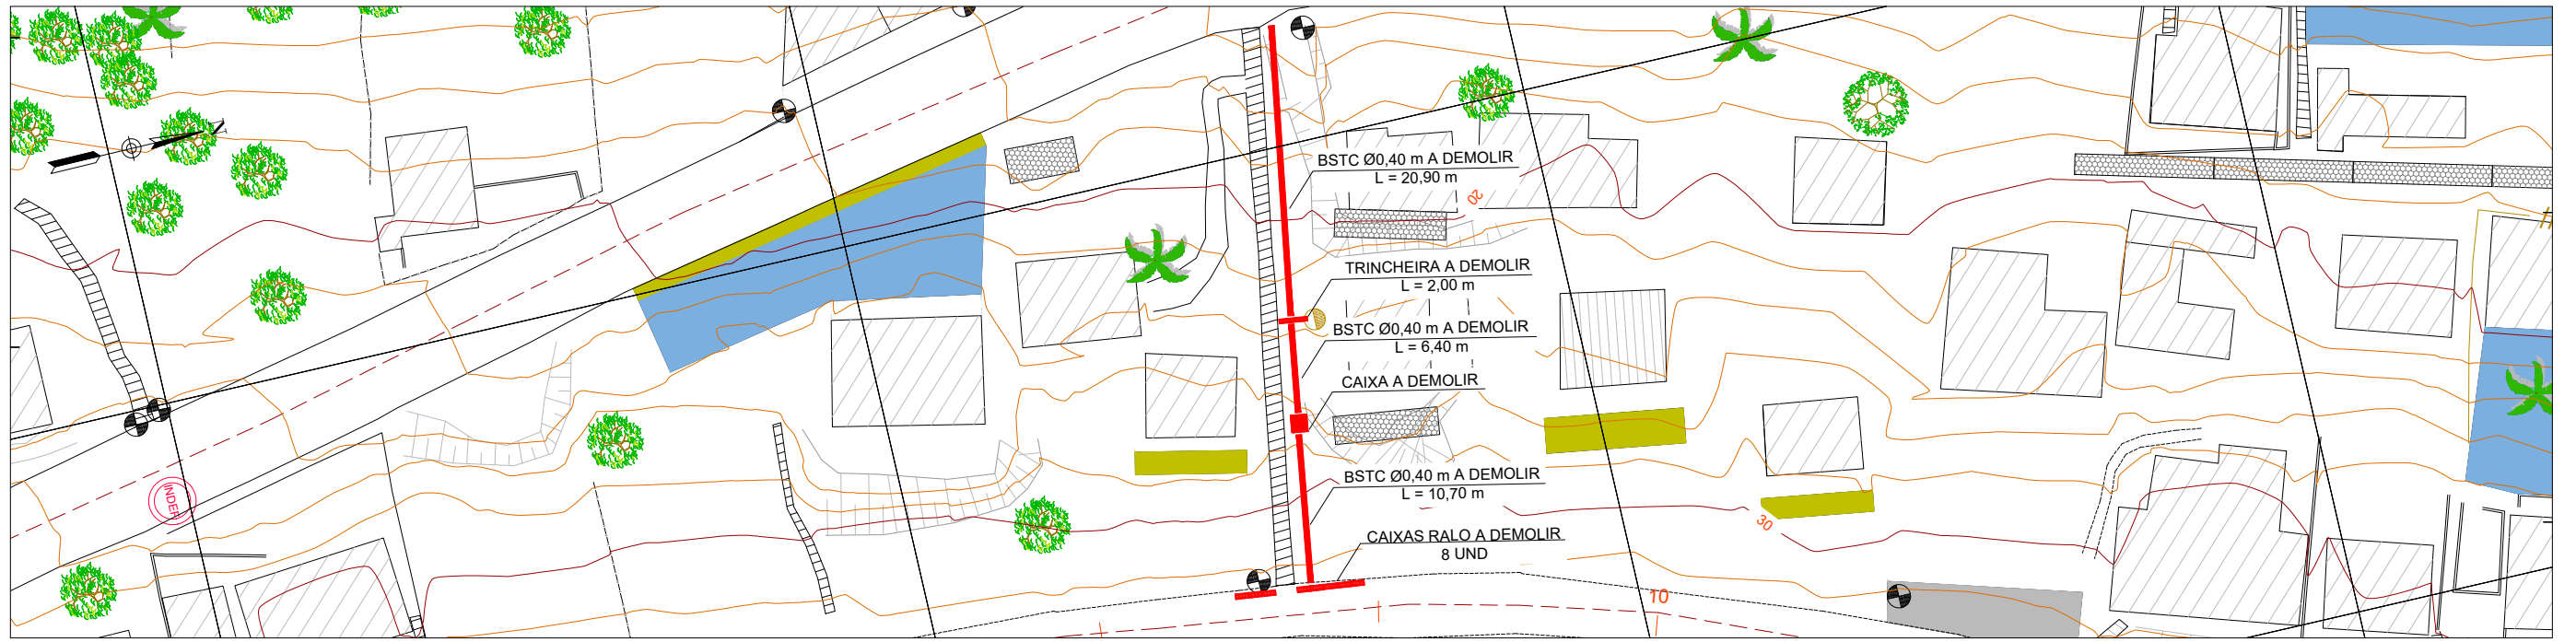 BSTC Ø0,40 m A DEMOLIR
L = 20,90 m
20
TRINCHEIRA A DEMOLIR
L = 2,00 m
BSTC Ø0,40 m A DEMOLIR
L = 6,40 m
CAIXA A DEMOLIR
BSTC Ø0,40 m A DEMOLIR
L = 10,70 m
INDER
30
CAIXAS RALO A DEMOLIR
8 UND
10